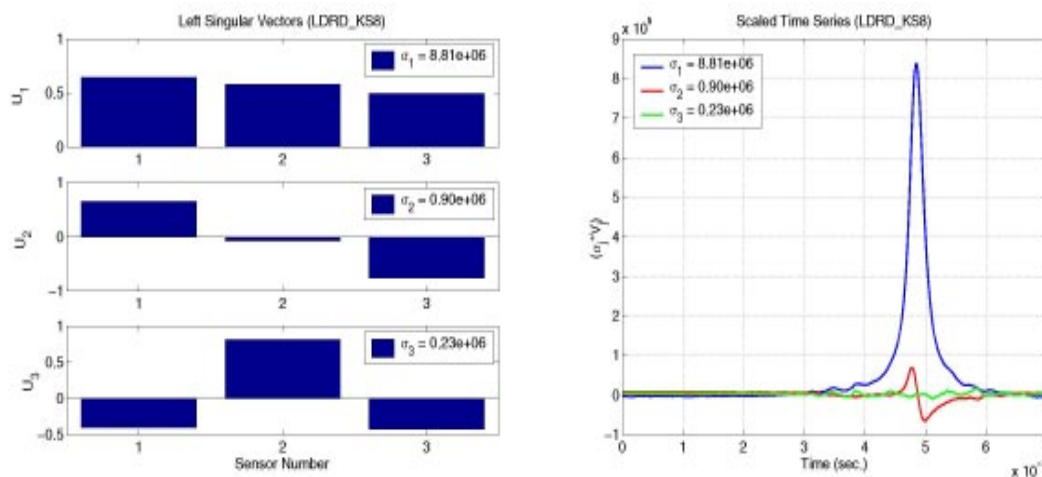 Left Singular Vectors (LDRD_KS8)
1
0.5
0
U1
σ1 = 8.81e+06
1 2 3
1
0
−1
U2
σ2 = 0.90e+06
1 2 3
1
0.5
0
−0.5
U3
σ3 = 0.23e+06
1 2 3
Sensor Number
Scaled Time Series (LDRD_KS8)
9
8
7
6
5
4
3
2
1
0
−1
σ1 = 8.81e+06
σ2 = 0.90e+06
σ3 = 0.23e+06
0 1 2 3 4 5 6
Time (sec.)